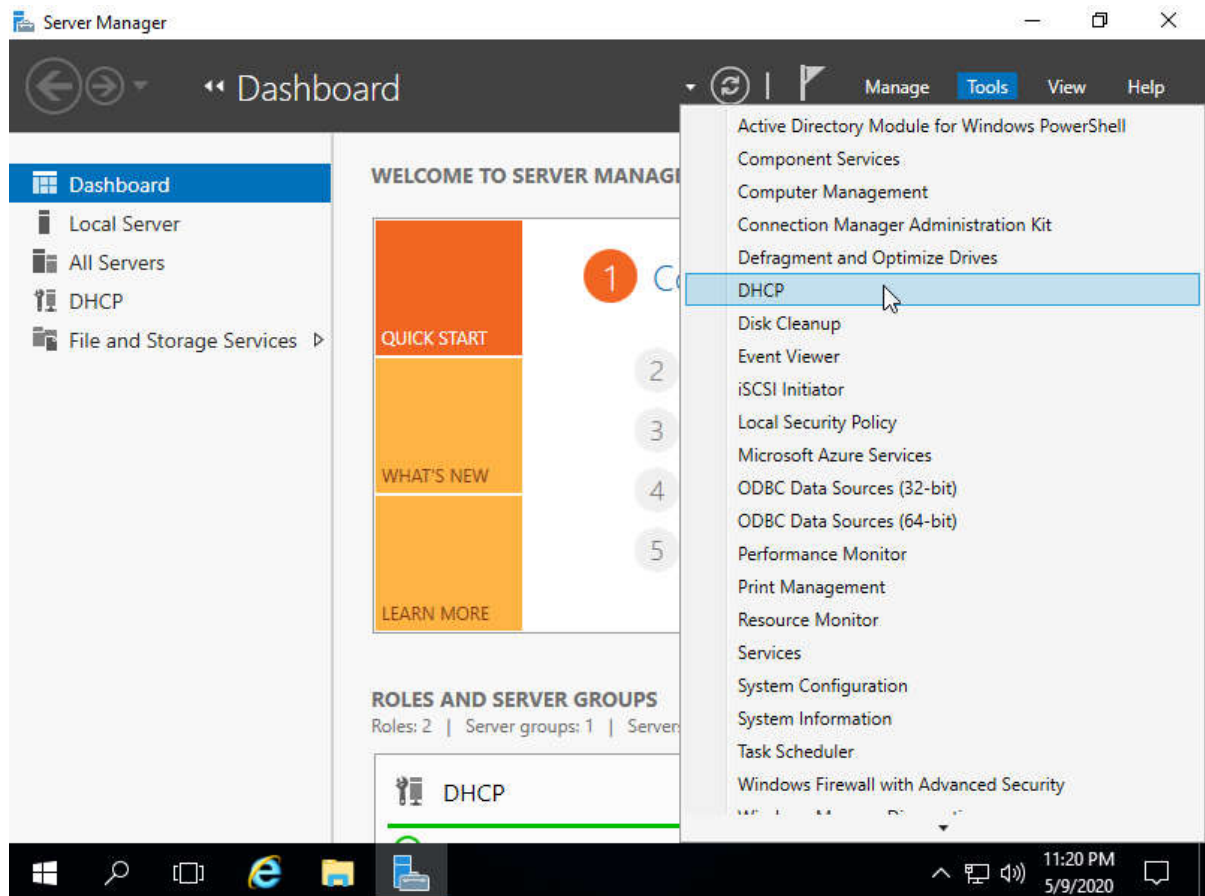 Server Manager
Dashboard
Manage Tools View Help
Dashboard
Local Server
All Servers
DHCP
File and Storage Services
WELCOME TO SERVER
QUICK START
WHAT'S NEW
LEARN MORE
1
2
3
4
5
ROLES AND SERVER GROUPS
Roles: 2 | Server groups: 1 |
DHCP
Active Directory Module for Windows PowerShell
Component Services
Computer Management
Connection Manager Administration Kit
Defragment and Optimize Drives
DHCP
Disk Cleanup
Event Viewer
iSCSI Initiator
Local Security Policy
Microsoft Azure Services
ODBC Data Sources (32-bit)
ODBC Data Sources (64-bit)
Performance Monitor
Print Management
Resource Monitor
Services
System Configuration
System Information
Task Scheduler
Windows Firewall with Advanced Security
11:20 PM
5/9/2020